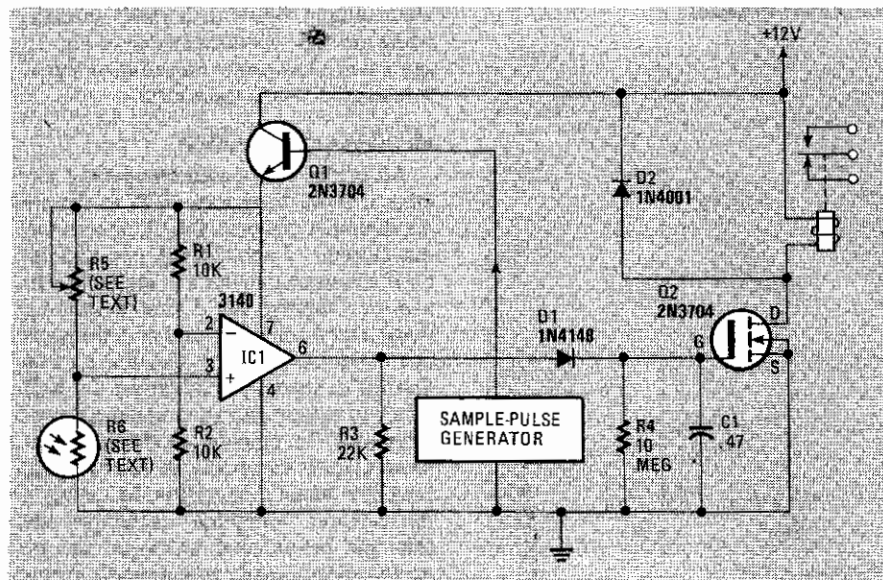 +12V
Q1
2N3704
D2
1N4001
R5
(SEE
TEXT)
R1
10K
3140
2
−
7
IC1
6
3
+
4
D1
1N4148
Q2
2N3704
D
G
S
R6
(SEE
TEXT)
R2
10K
R3
22K
SAMPLE-PULSE
GENERATOR
R4
10
MEG
C1
.47